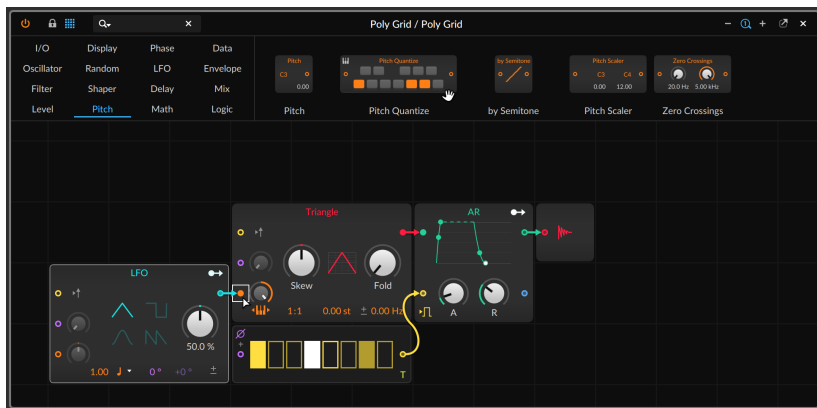 Poly Grid / Poly Grid
I/O Display Phase Data
Oscillator Random LFO Envelope
Filter Shaper Delay Mix
Level Pitch Math Logic
Pitch
C3
0.00
Pitch
Pitch Quantize
Pitch Quantize
by Semitone
by Semitone
Pitch Scaler
C3 C4
0.00 12.00
Pitch Scaler
Zero Crossings
20.0 Hz 5.00 kHz
Zero Crossings
Triangle
Skew Fold
1:1 0.00 st ± 0.00 Hz
AR
A R
LFO
50.0 %
1.00 0° +0° ±
T